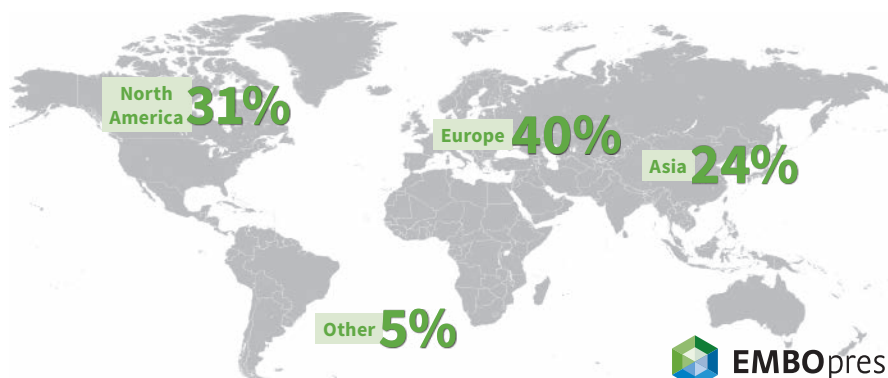 North
America 31%
Europe 40%
Asia 24%
Other 5%
EMBOpres